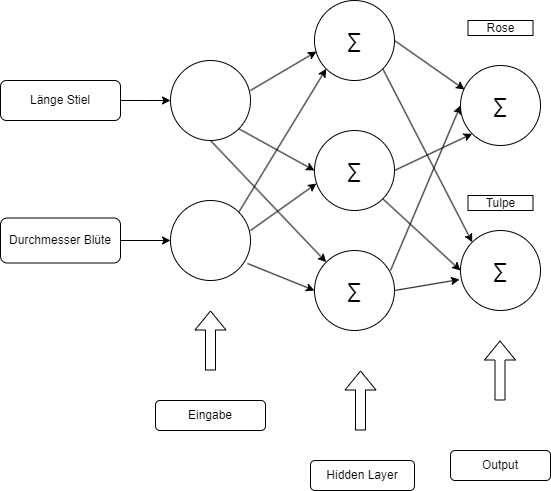 Rose
∑
Länge Stiel
∑
∑
Tulpe
Durchmesser Blüte
∑
∑
Eingabe
Hidden Layer
Output